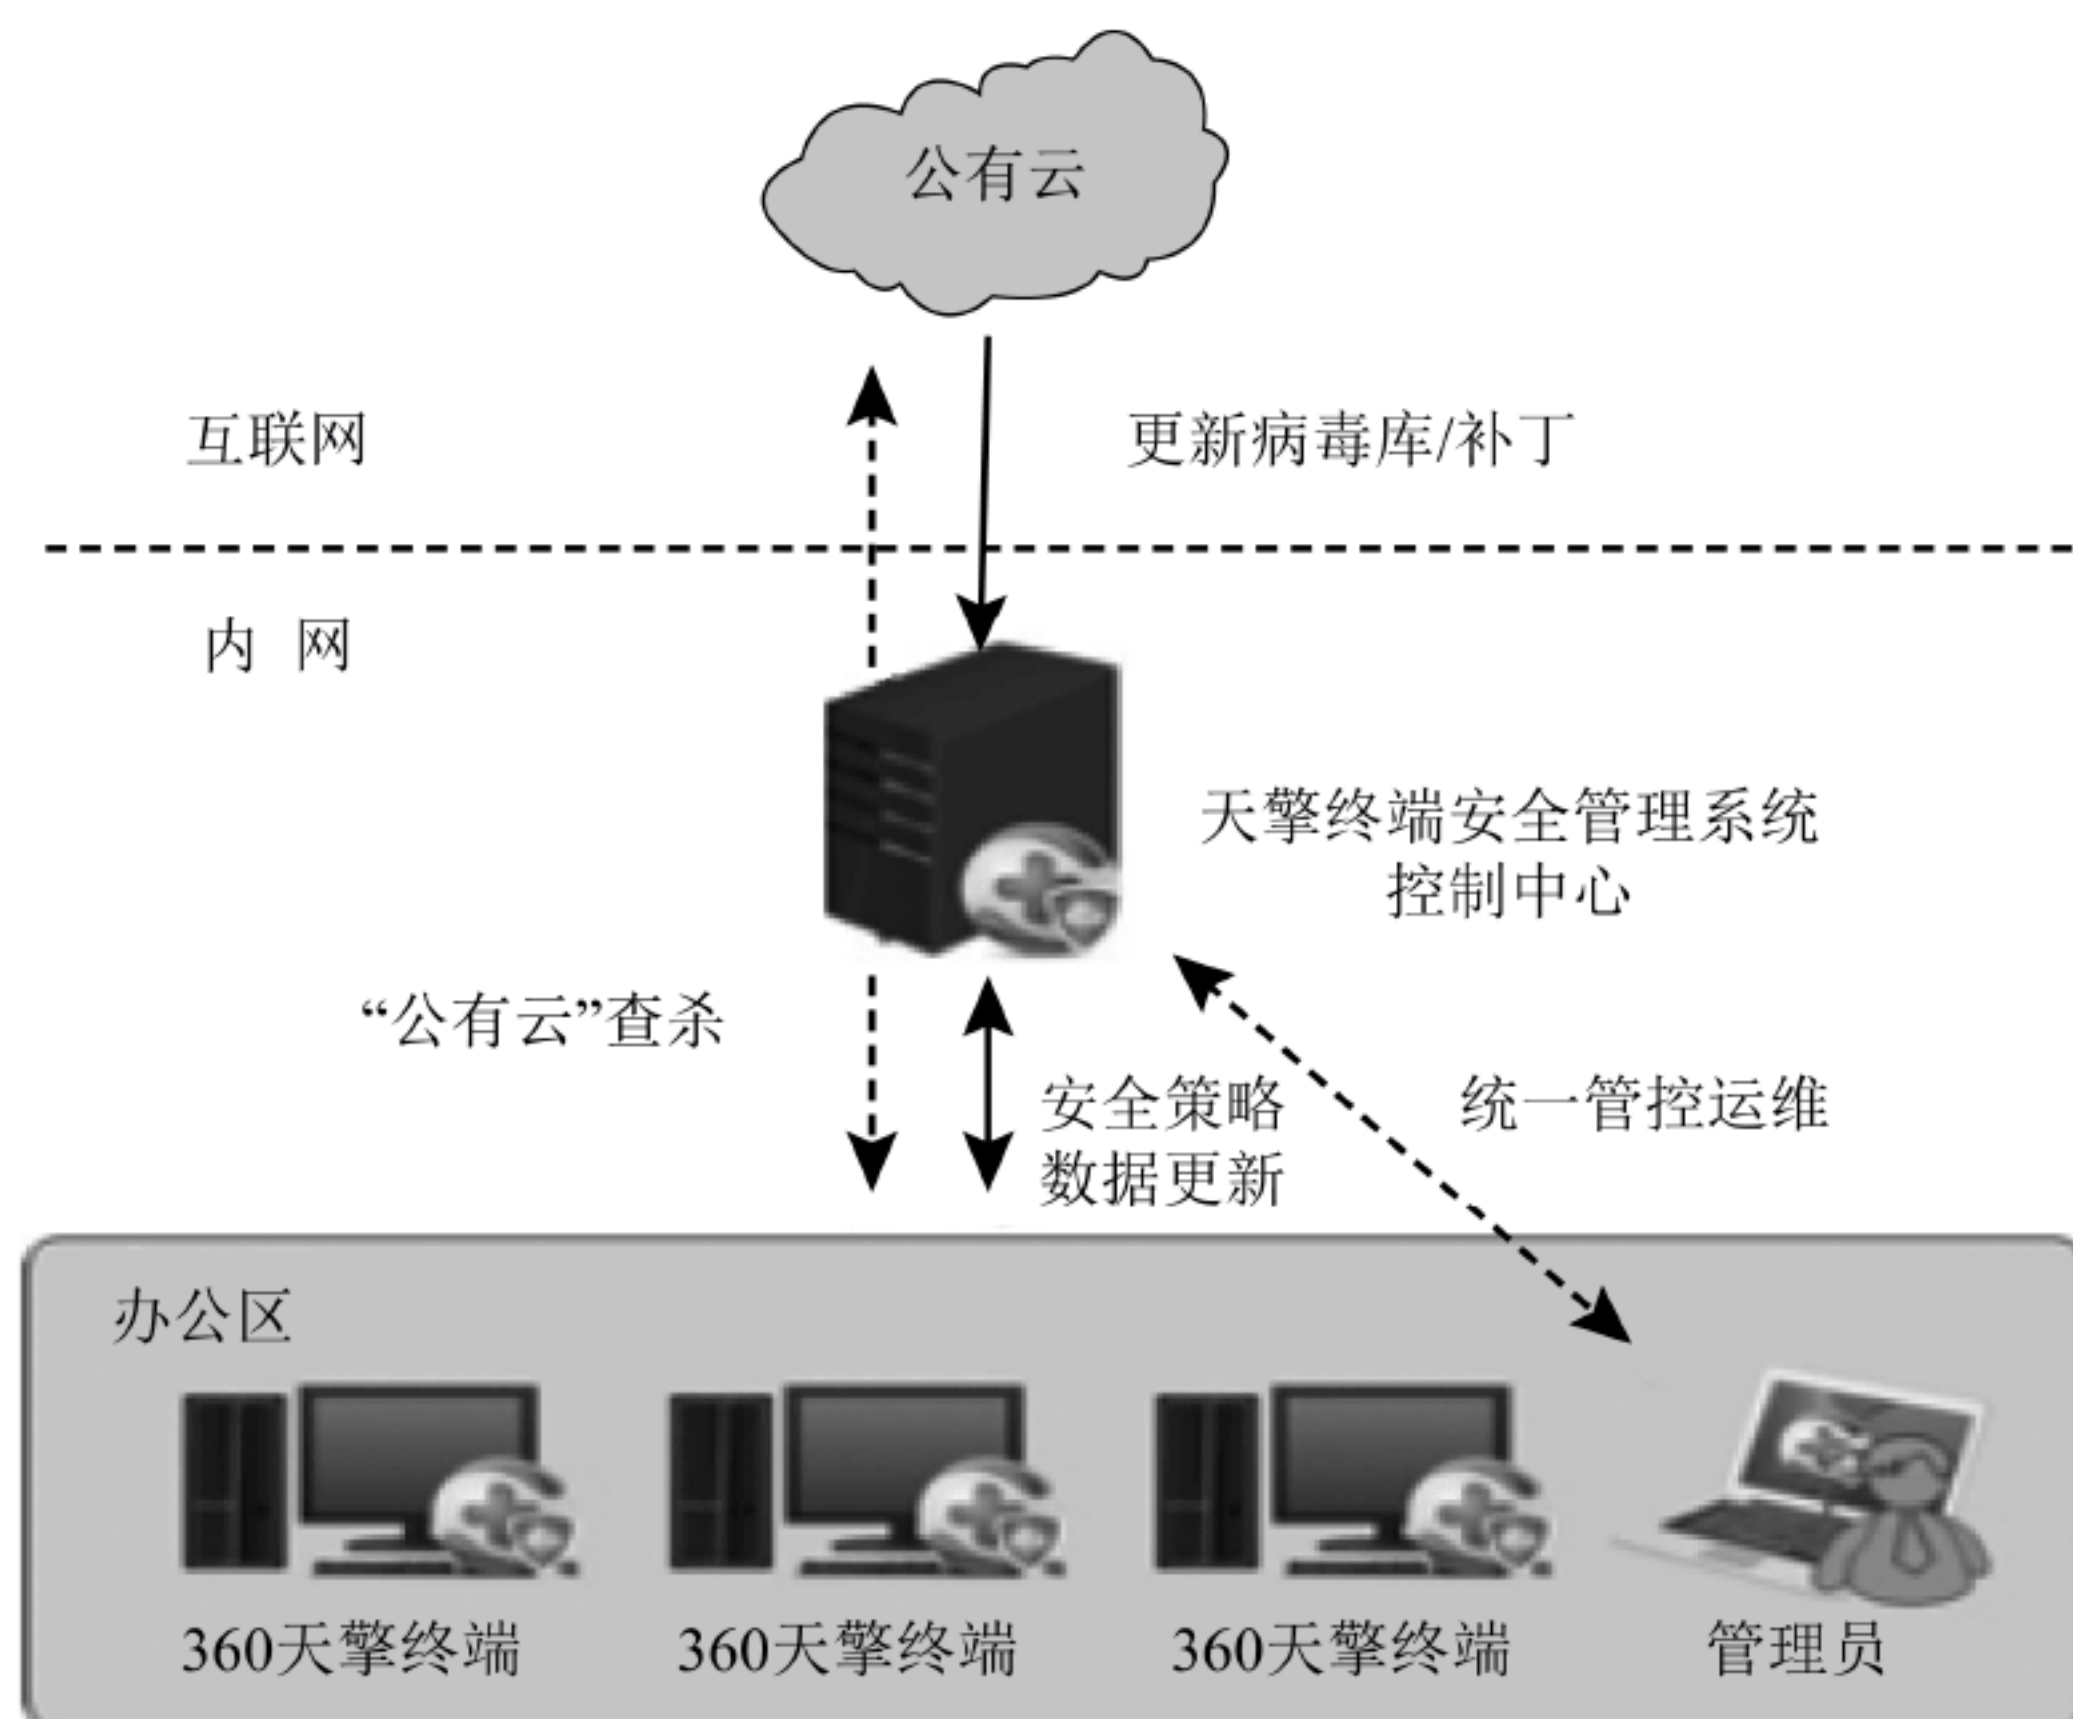 公有云
互联网
更新病毒库/补丁
内 网
天擎终端安全管理系统
控制中心
“公有云”查杀
安全策略
数据更新
统一管控运维
办公区
360天擎终端
360天擎终端
360天擎终端
管理员